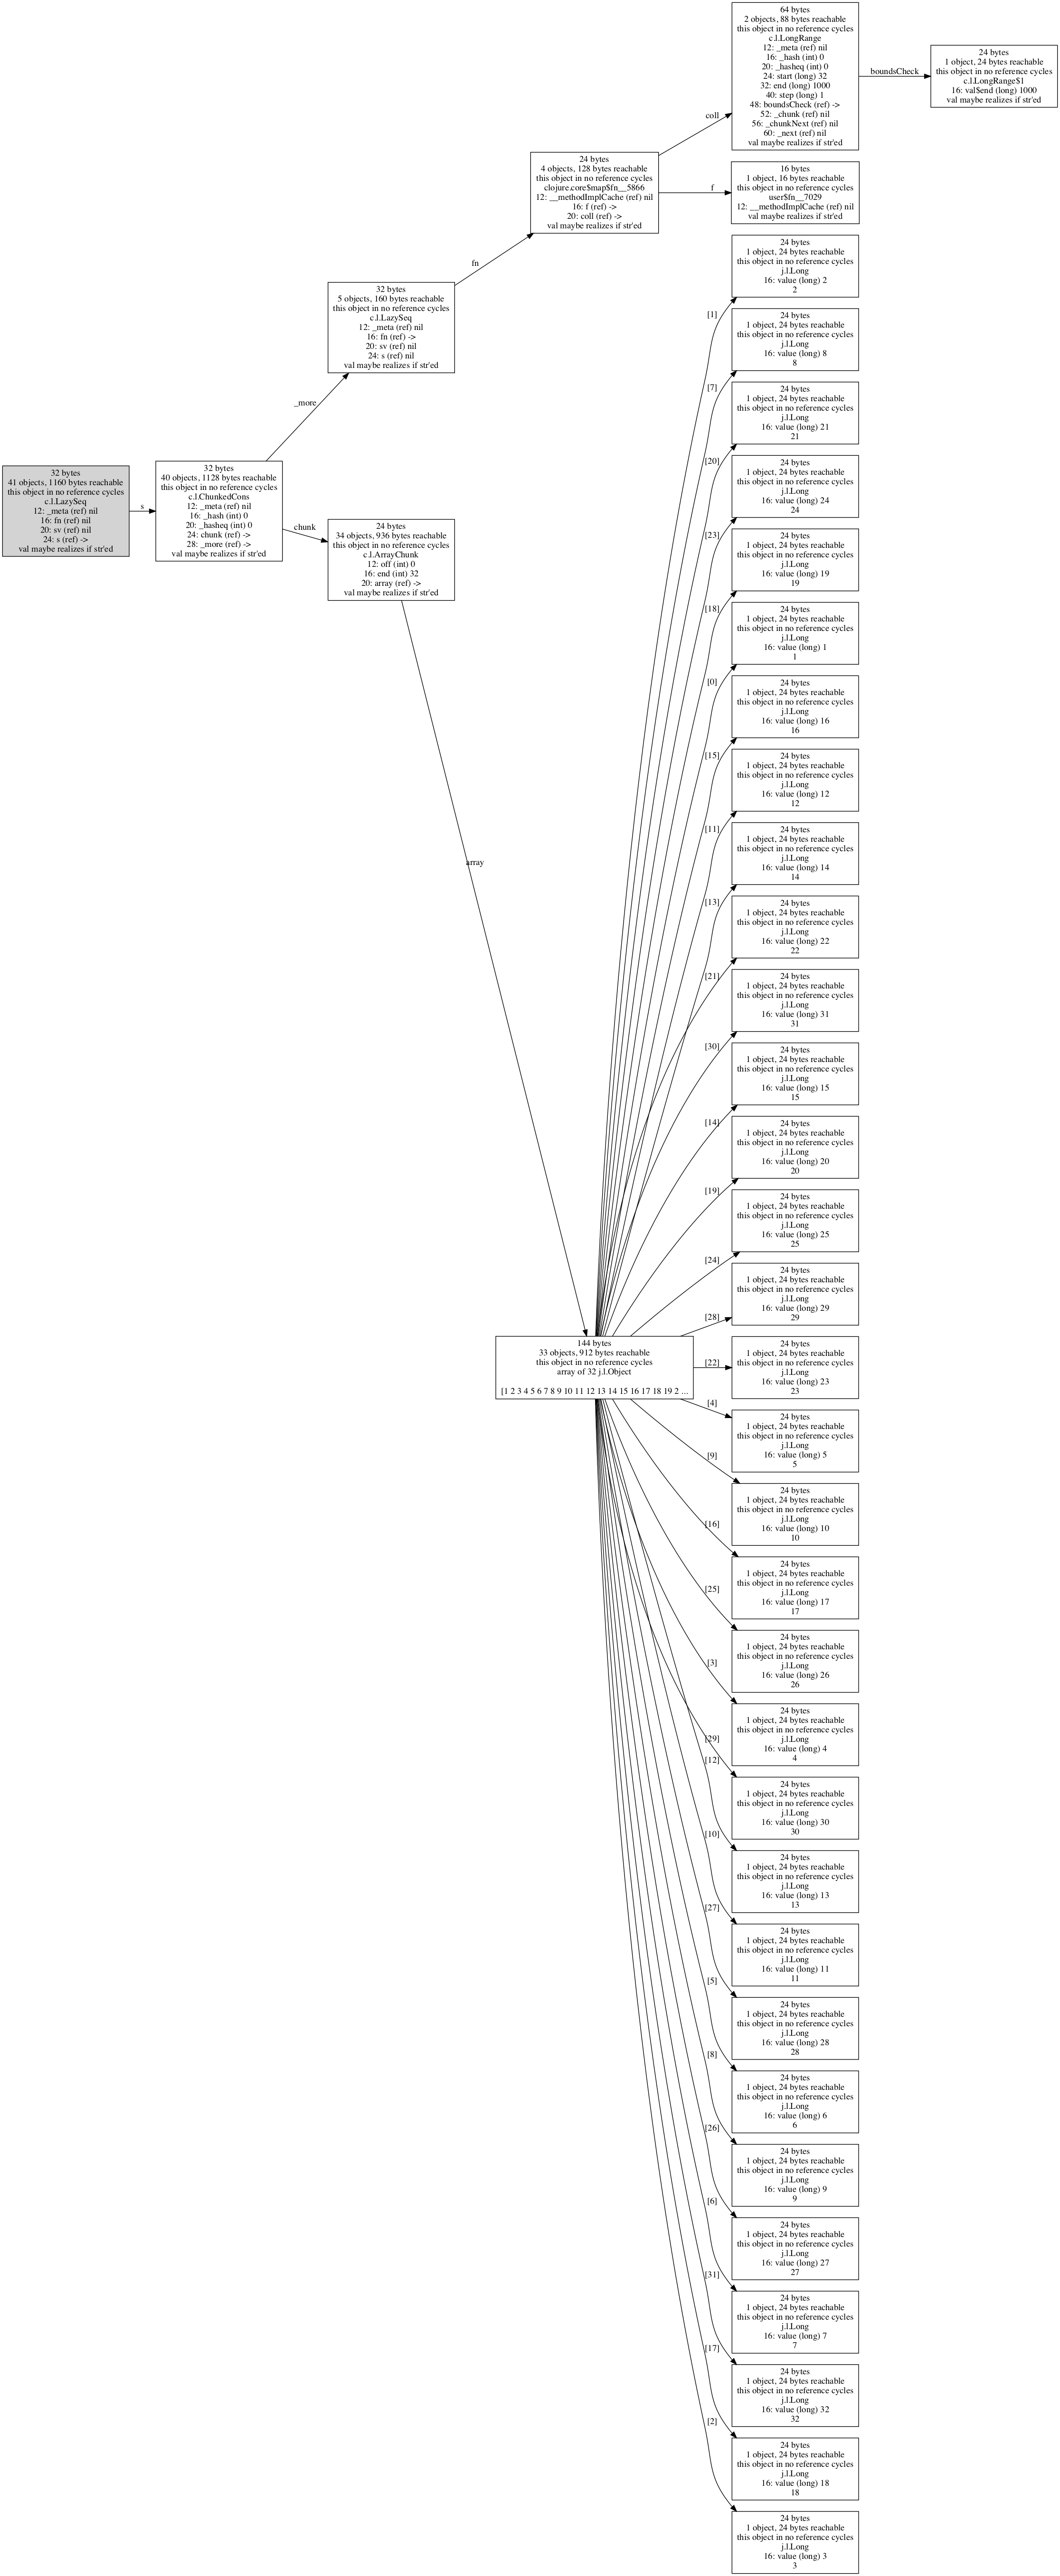 32 bytes
41 objects, 1160 bytes reachable
this object in no reference cycles
c.l.LazySeq
12: _meta (ref) nil
16: fn (ref) nil
20: sv (ref) nil
24: s (ref) ->
val maybe realizes if str'ed
s
32 bytes
40 objects, 1128 bytes reachable
this object in no reference cycles
c.l.ChunkedCons
12: _meta (ref) nil
16: _hash (int) 0
20: _hasheq (int) 0
24: chunk (ref) ->
28: _more (ref) ->
val maybe realizes if str'ed
_more
32 bytes
5 objects, 160 bytes reachable
this object in no reference cycles
c.l.LazySeq
12: _meta (ref) nil
16: fn (ref) ->
20: sv (ref) nil
24: s (ref) nil
val maybe realizes if str'ed
fn
24 bytes
4 objects, 128 bytes reachable
this object in no reference cycles
clojure.core$map$fn__5866
12: __methodImplCache (ref) nil
16: f (ref) ->
20: coll (ref) ->
val maybe realizes if str'ed
coll
64 bytes
2 objects, 88 bytes reachable
this object in no reference cycles
c.l.LongRange
12: _meta (ref) nil
16: _hash (int) 0
20: _hasheq (int) 0
24: start (long) 32
32: end (long) 1000
40: step (long) 1
48: boundsCheck (ref) ->
52: _chunk (ref) nil
56: _chunkNext (ref) nil
60: _next (ref) nil
val maybe realizes if str'ed
boundsCheck
24 bytes
1 object, 24 bytes reachable
this object in no reference cycles
c.l.LongRange$1
16: val$end (long) 1000
val maybe realizes if str'ed
f
16 bytes
1 object, 16 bytes reachable
this object in no reference cycles
user$fn__7029
12: __methodImplCache (ref) nil
val maybe realizes if str'ed
chunk
24 bytes
34 objects, 936 bytes reachable
this object in no reference cycles
c.l.ArrayChunk
12: off (int) 0
16: end (int) 32
20: array (ref) ->
val maybe realizes if str'ed
array
144 bytes
33 objects, 912 bytes reachable
this object in no reference cycles
array of 32 j.l.Object
[1 2 3 4 5 6 7 8 9 10 11 12 13 14 15 16 17 18 19 2 ...
[1]
24 bytes
1 object, 24 bytes reachable
this object in no reference cycles
j.l.Long
16: value (long) 2
2
[7]
24 bytes
1 object, 24 bytes reachable
this object in no reference cycles
j.l.Long
16: value (long) 8
8
[20]
24 bytes
1 object, 24 bytes reachable
this object in no reference cycles
j.l.Long
16: value (long) 21
21
[23]
24 bytes
1 object, 24 bytes reachable
this object in no reference cycles
j.l.Long
16: value (long) 24
24
[18]
24 bytes
1 object, 24 bytes reachable
this object in no reference cycles
j.l.Long
16: value (long) 19
19
[0]
24 bytes
1 object, 24 bytes reachable
this object in no reference cycles
j.l.Long
16: value (long) 1
1
[15]
24 bytes
1 object, 24 bytes reachable
this object in no reference cycles
j.l.Long
16: value (long) 16
16
[11]
24 bytes
1 object, 24 bytes reachable
this object in no reference cycles
j.l.Long
16: value (long) 12
12
[13]
24 bytes
1 object, 24 bytes reachable
this object in no reference cycles
j.l.Long
16: value (long) 14
14
[21]
24 bytes
1 object, 24 bytes reachable
this object in no reference cycles
j.l.Long
16: value (long) 22
22
[30]
24 bytes
1 object, 24 bytes reachable
this object in no reference cycles
j.l.Long
16: value (long) 31
31
[14]
24 bytes
1 object, 24 bytes reachable
this object in no reference cycles
j.l.Long
16: value (long) 15
15
[19]
24 bytes
1 object, 24 bytes reachable
this object in no reference cycles
j.l.Long
16: value (long) 20
20
[24]
24 bytes
1 object, 24 bytes reachable
this object in no reference cycles
j.l.Long
16: value (long) 25
25
[28]
24 bytes
1 object, 24 bytes reachable
this object in no reference cycles
j.l.Long
16: value (long) 29
29
[22]
24 bytes
1 object, 24 bytes reachable
this object in no reference cycles
j.l.Long
16: value (long) 23
23
[4]
24 bytes
1 object, 24 bytes reachable
this object in no reference cycles
j.l.Long
16: value (long) 5
5
[9]
24 bytes
1 object, 24 bytes reachable
this object in no reference cycles
j.l.Long
16: value (long) 10
10
[16]
24 bytes
1 object, 24 bytes reachable
this object in no reference cycles
j.l.Long
16: value (long) 17
17
[25]
24 bytes
1 object, 24 bytes reachable
this object in no reference cycles
j.l.Long
16: value (long) 26
26
[3]
24 bytes
1 object, 24 bytes reachable
this object in no reference cycles
j.l.Long
16: value (long) 4
4
[29]
24 bytes
1 object, 24 bytes reachable
this object in no reference cycles
j.l.Long
16: value (long) 30
30
[12]
24 bytes
1 object, 24 bytes reachable
this object in no reference cycles
j.l.Long
16: value (long) 13
13
[10]
24 bytes
1 object, 24 bytes reachable
this object in no reference cycles
j.l.Long
16: value (long) 11
11
[27]
24 bytes
1 object, 24 bytes reachable
this object in no reference cycles
j.l.Long
16: value (long) 28
28
[5]
24 bytes
1 object, 24 bytes reachable
this object in no reference cycles
j.l.Long
16: value (long) 6
6
[8]
24 bytes
1 object, 24 bytes reachable
this object in no reference cycles
j.l.Long
16: value (long) 9
9
[26]
24 bytes
1 object, 24 bytes reachable
this object in no reference cycles
j.l.Long
16: value (long) 27
27
[6]
24 bytes
1 object, 24 bytes reachable
this object in no reference cycles
j.l.Long
16: value (long) 7
7
[31]
24 bytes
1 object, 24 bytes reachable
this object in no reference cycles
j.l.Long
16: value (long) 32
32
[17]
24 bytes
1 object, 24 bytes reachable
this object in no reference cycles
j.l.Long
16: value (long) 18
18
[2]
24 bytes
1 object, 24 bytes reachable
this object in no reference cycles
j.l.Long
16: value (long) 3
3